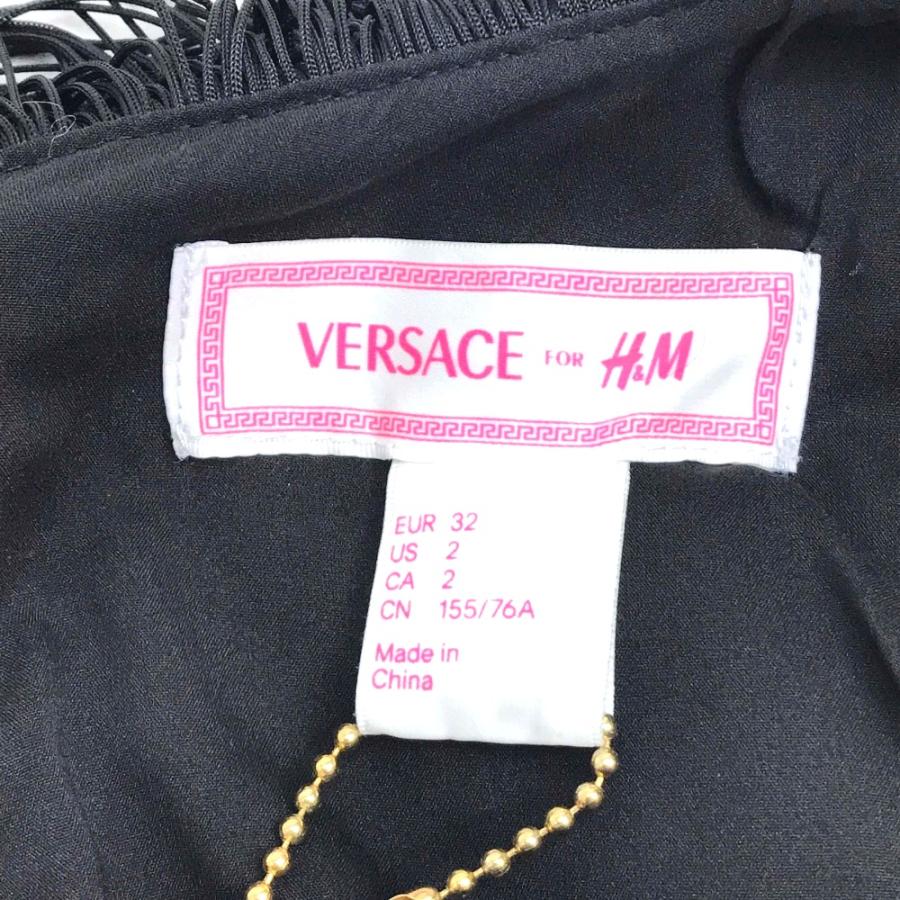 VERSACE FOR H&M
EUR 32
US 2
CA 2
CN 155/76A
Made in
China